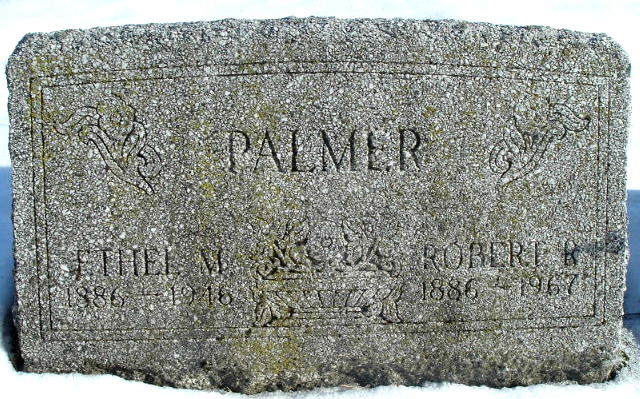 PALMER
ETHEL M
1886 – 1946
ROBERT R
1886 – 1967